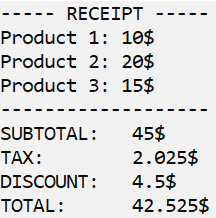 ----- RECEIPT -----
Product 1: 10$
Product 2: 20$
Product 3: 15$
-------------------
SUBTOTAL:   45$
TAX:        2.025$
DISCOUNT:   4.5$
TOTAL:      42.525$